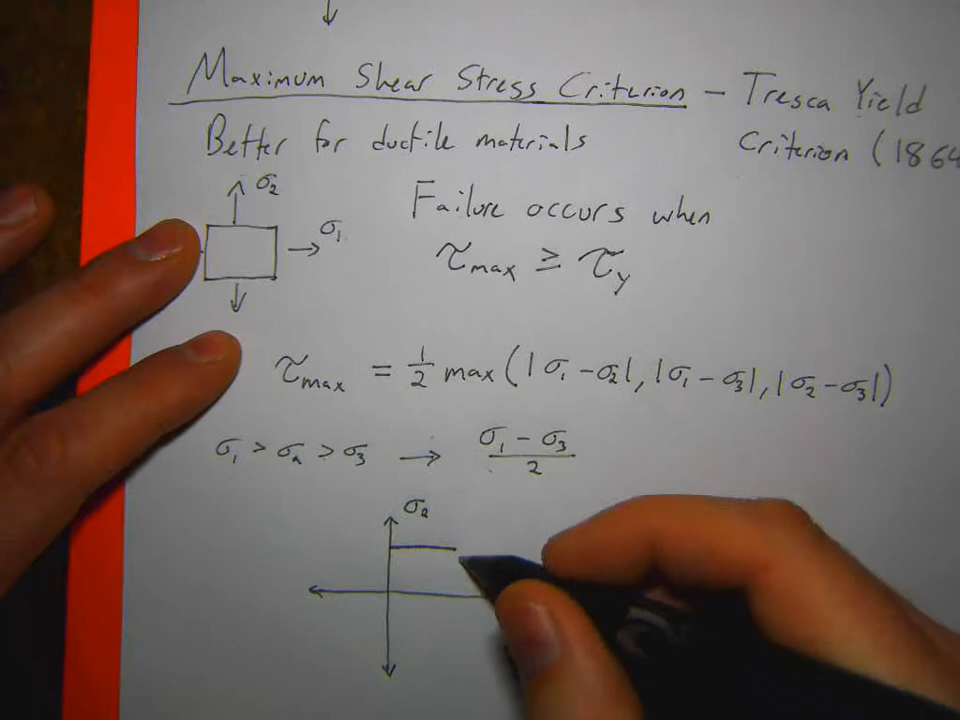 Maximum Shear Stress Criterion – Tresca Yield
Criterion (1864
Better for ductile materials
σ₂
σ₁
Failure occurs when
τmax ≥ τy
τmax = 1/2 max(|σ₁ - σ₂|, |σ₁ - σ₃|, |σ₂ - σ₃|)
σ₁ > σ₂ > σ₃ → (σ₁ - σ₃)/2
σ₂